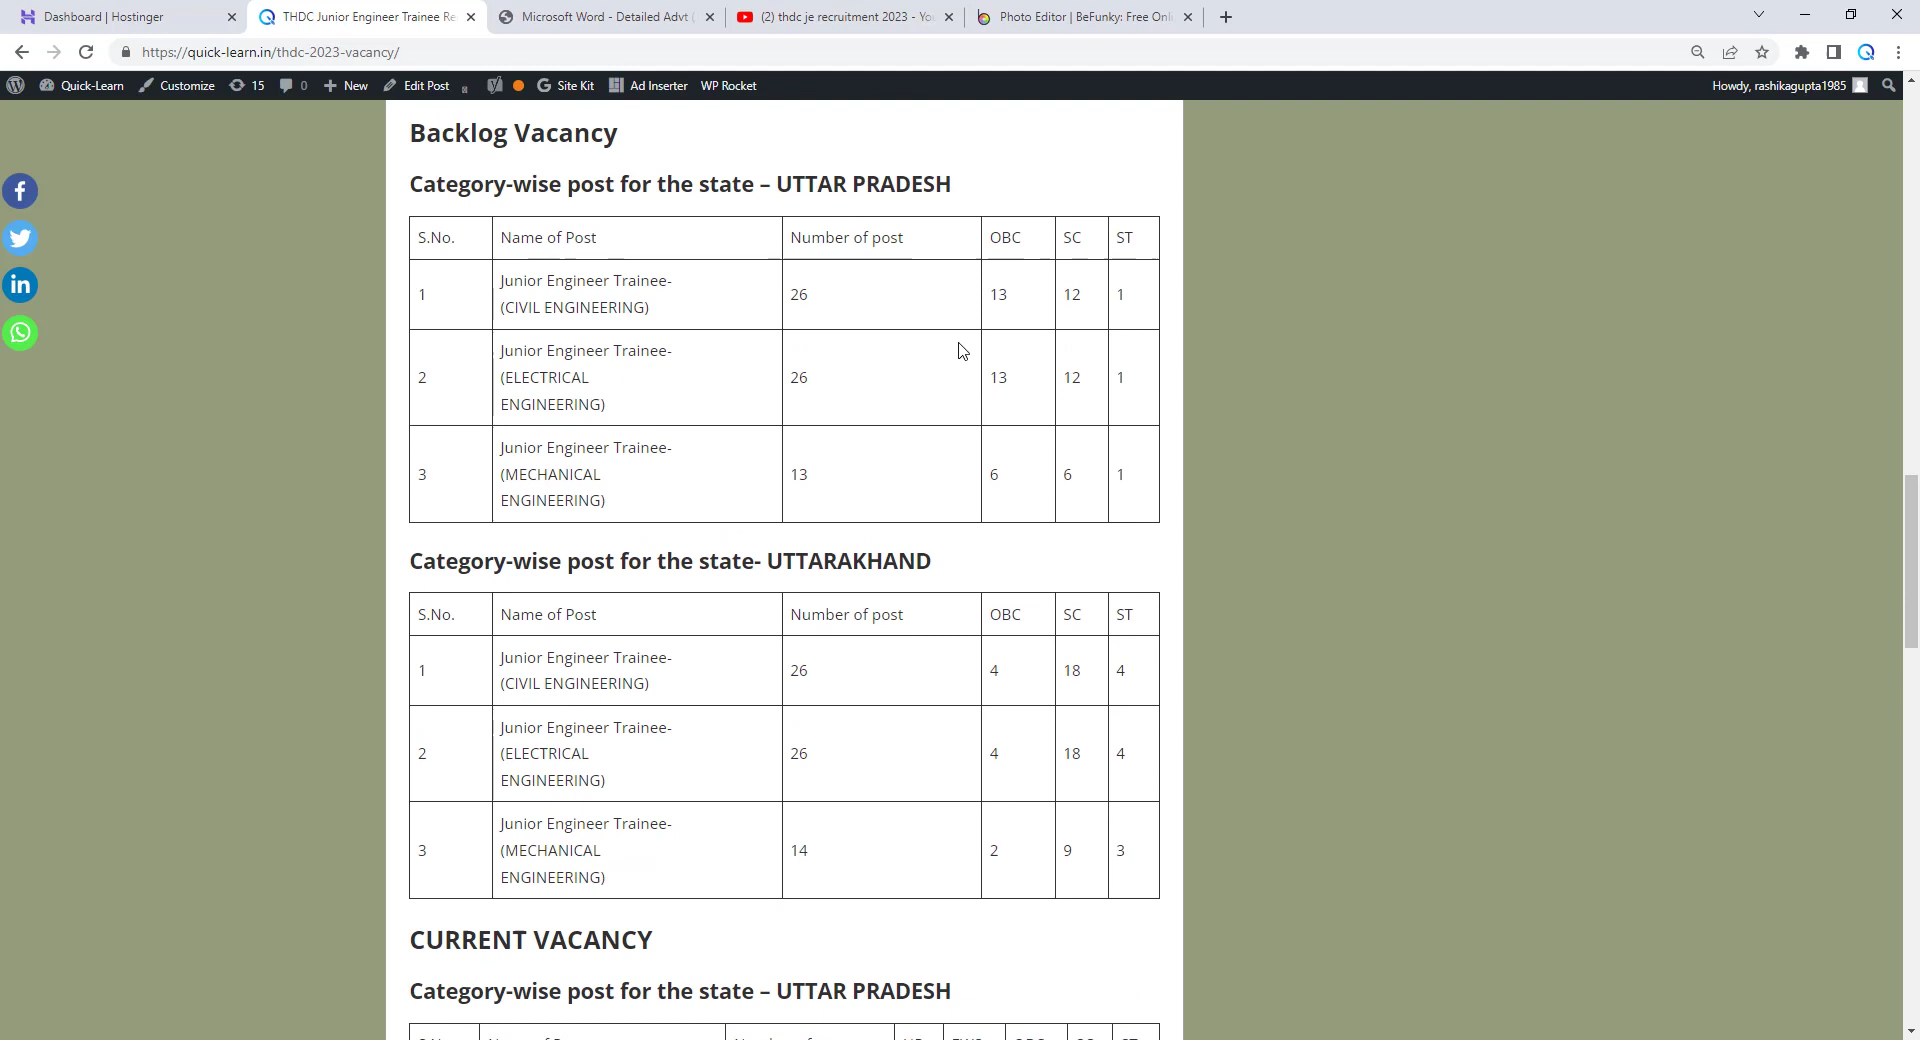 Dashboard | Hostinger
THDC Junior Engineer Trainee Re
Microsoft Word - Detailed Advt
(2) thdc je recruitment 2023 - You
Photo Editor | BeFunky: Free Onli
https://quick-learn.in/thdc-2023-vacancy/
Quick-Learn Customize 15 0 New Edit Post Site Kit Ad Inserter WP Rocket Howdy, rashikagupta1985
Backlog Vacancy
Category-wise post for the state – UTTAR PRADESH
S.No. Name of Post Number of post OBC SC ST
1 Junior Engineer Trainee- 26 13 12 1
(CIVIL ENGINEERING)
Junior Engineer Trainee-
2 (ELECTRICAL 26 13 12 1
ENGINEERING)
Junior Engineer Trainee-
3 (MECHANICAL 13 6 6 1
ENGINEERING)
Category-wise post for the state- UTTARAKHAND
S.No. Name of Post Number of post OBC SC ST
1 Junior Engineer Trainee- 26 4 18 4
(CIVIL ENGINEERING)
Junior Engineer Trainee-
2 (ELECTRICAL 26 4 18 4
ENGINEERING)
Junior Engineer Trainee-
3 (MECHANICAL 14 2 9 3
ENGINEERING)
CURRENT VACANCY
Category-wise post for the state – UTTAR PRADESH